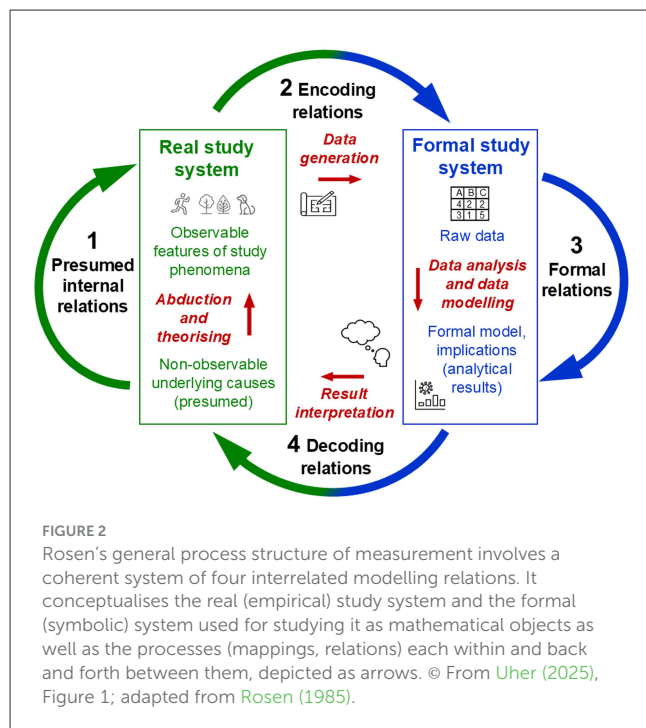 2 Encoding
relations
Real study
system
Data
generation
Formal study
system
A B C
4 2 2
3 1 5
Observable
features of study
phenomena
Raw data
1
Presumed
internal
relations
Abduction
and
theorising
Data analysis
and data
modelling
3
Formal
relations
Non-observable
underlying causes
(presumed)
Formal model,
implications
(analytical
results)
Result
interpretation
4 Decoding
relations
FIGURE 2
Rosen's general process structure of measurement involves a
coherent system of four interrelated modelling relations. It
conceptualises the real (empirical) study system and the formal
(symbolic) system used for studying it as mathematical objects as
well as the processes (mappings, relations) each within and back
and forth between them, depicted as arrows. © From Uher (2025),
Figure 1; adapted from Rosen (1985).